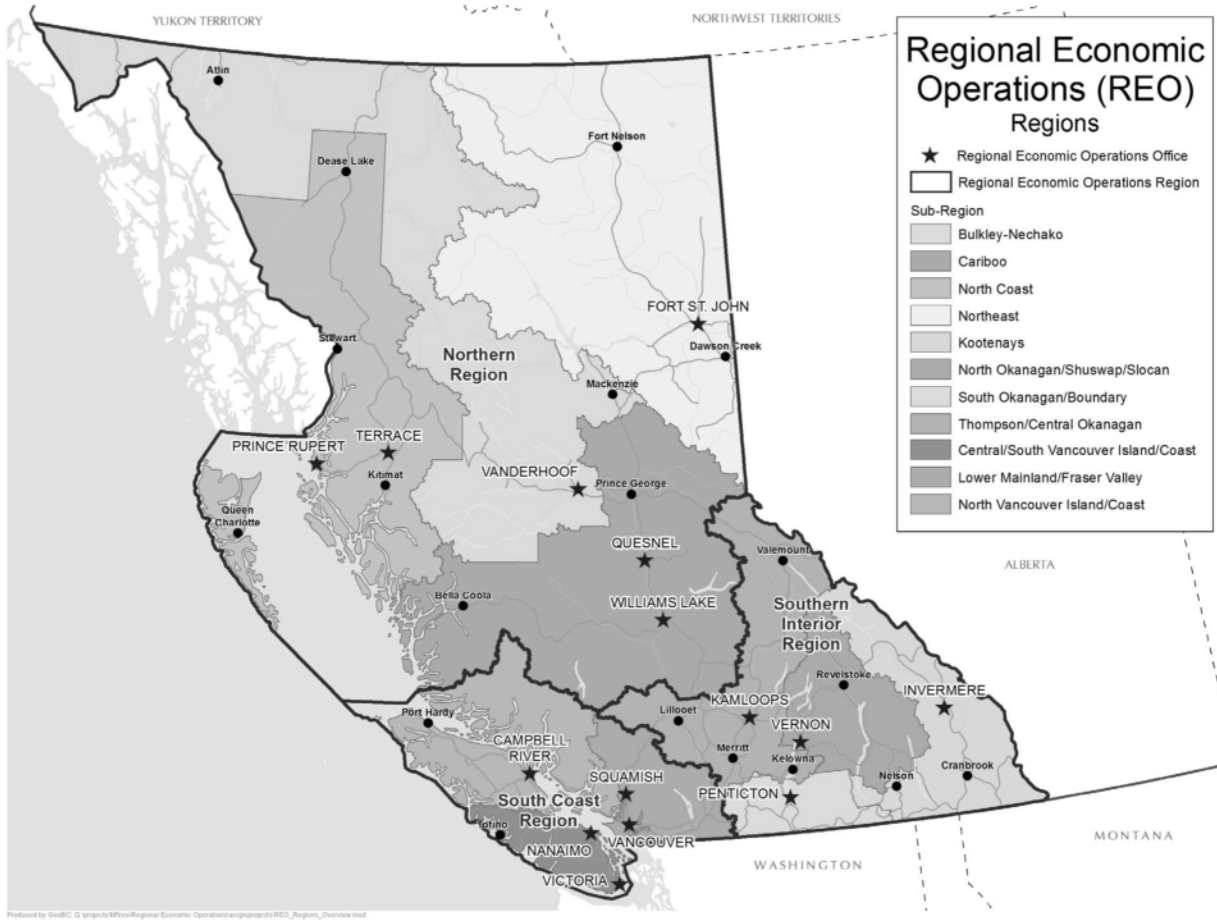 YUKON TERRITORY
NORTHWEST TERRITORIES
Regional Economic
Operations (REO)
Regions
Regional Economic Operations Office
Regional Economic Operations Region
Sub-Region
Bulkley-Nechako
Cariboo
North Coast
Northeast
Kootenays
North Okanagan/Shuswap/Slocan
South Okanagan/Boundary
Thompson/Central Okanagan
Central/South Vancouver Island/Coast
Lower Mainland/Fraser Valley
North Vancouver Island/Coast
Atlin
Fort Nelson
Dease Lake
FORT ST. JOHN
Stewart
Dawson Creek
Northern
Region
Mackenzie
PRINCE RUPERT
TERRACE
Kitimat
VANDERHOOF
Prince George
Queen
Charlotte
QUESNEL
Valemount
ALBERTA
Bella Coola
WILLIAMS LAKE
Southern
Interior
Region
Revelstoke
INVERMERE
KAMLOOPS
Lillooet
Port Hardy
VERNON
CAMPBELL
RIVER
Merritt
Kelowna
Cranbrook
SQUAMISH
Nelson
PENTICTON
South Coast
Region
Tofino
NANAIMO
VANCOUVER
MONTANA
WASHINGTON
VICTORIA